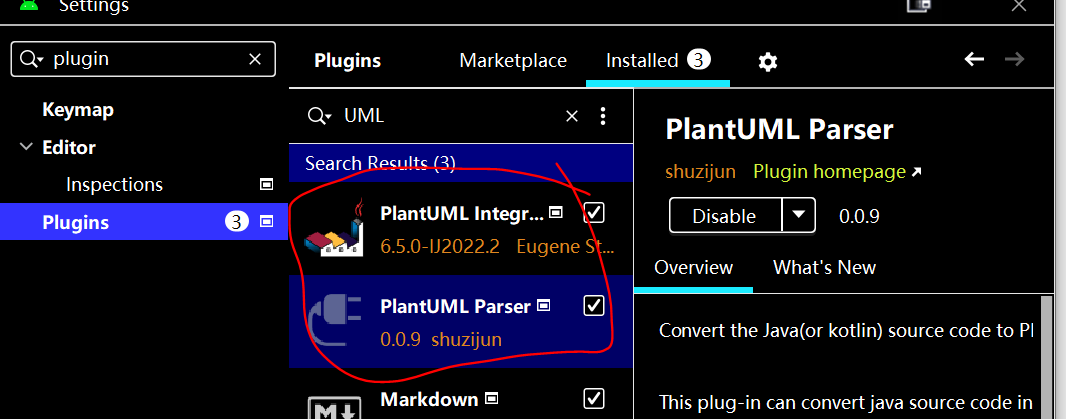 Settings
plugin
Plugins Marketplace Installed 3
Keymap
Editor
Inspections
Plugins 3
UML
Search Results (3)
PlantUML Integr...
6.5.0-IJ2022.2 Eugene St...
PlantUML Parser
0.0.9 shuzijun
Markdown
PlantUML Parser
shuzijun Plugin homepage
Disable 0.0.9
Overview What's New
Convert the Java(or kotlin) source code to Pl
This plug-in can convert java source code in